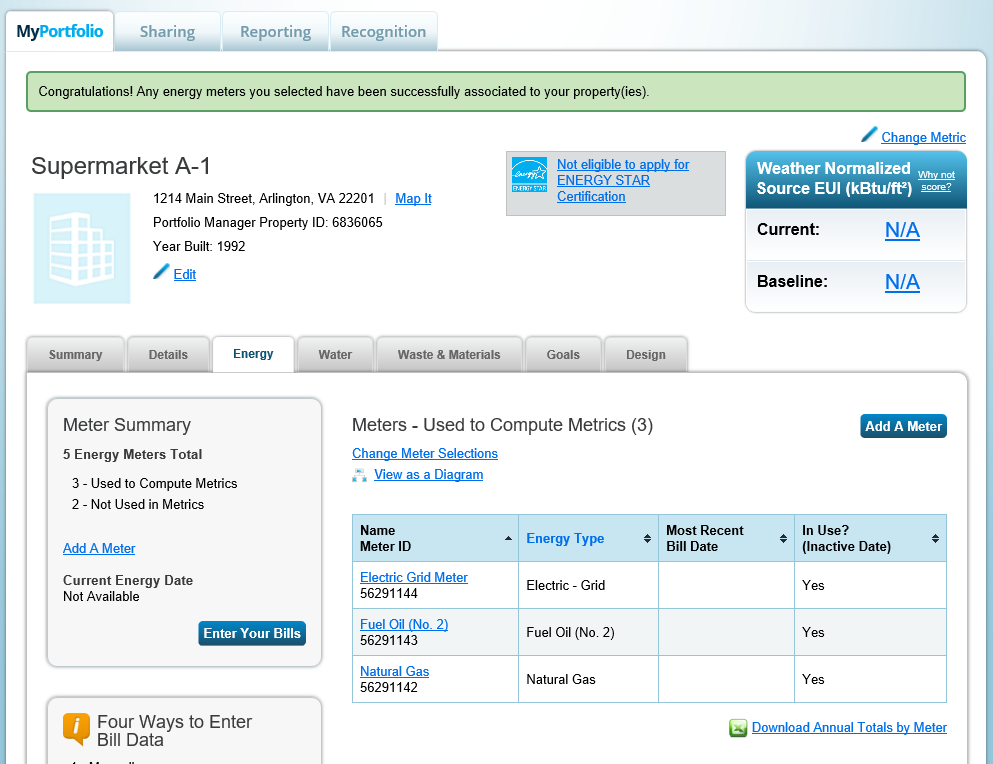 MyPortfolio
Sharing
Reporting
Recognition
Congratulations! Any energy meters you selected have been successfully associated to your property(ies).
Change Metric
Supermarket A-1
1214 Main Street, Arlington, VA 22201 | Map It
Portfolio Manager Property ID: 6836065
Year Built: 1992
Edit
ENERGY STAR
Not eligible to apply for
ENERGY STAR
Certification
Weather Normalized
Source EUI (kBtu/ft²)
Why not
score?
Current: N/A
Baseline: N/A
Summary
Details
Energy
Water
Waste & Materials
Goals
Design
Meter Summary
5 Energy Meters Total
3 - Used to Compute Metrics
2 - Not Used in Metrics
Add A Meter
Current Energy Date
Not Available
Enter Your Bills
Four Ways to Enter
Bill Data
Meters - Used to Compute Metrics (3)
Add A Meter
Change Meter Selections
View as a Diagram
Name
Meter ID
Energy Type
Most Recent
Bill Date
In Use?
(Inactive Date)
Electric Grid Meter
56291144
Electric - Grid
Yes
Fuel Oil (No. 2)
56291143
Fuel Oil (No. 2)
Yes
Natural Gas
56291142
Natural Gas
Yes
Download Annual Totals by Meter